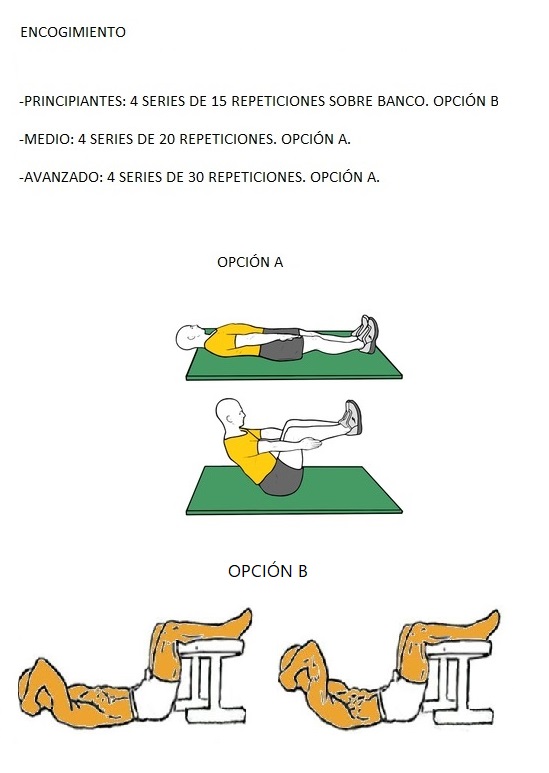 ENCOGIMIENTO
-PRINCIPIANTES: 4 SERIES DE 15 REPETICIONES SOBRE BANCO. OPCIÓN B
-MEDIO: 4 SERIES DE 20 REPETICIONES. OPCIÓN A.
-AVANZADO: 4 SERIES DE 30 REPETICIONES. OPCIÓN A.
OPCIÓN A
OPCIÓN B